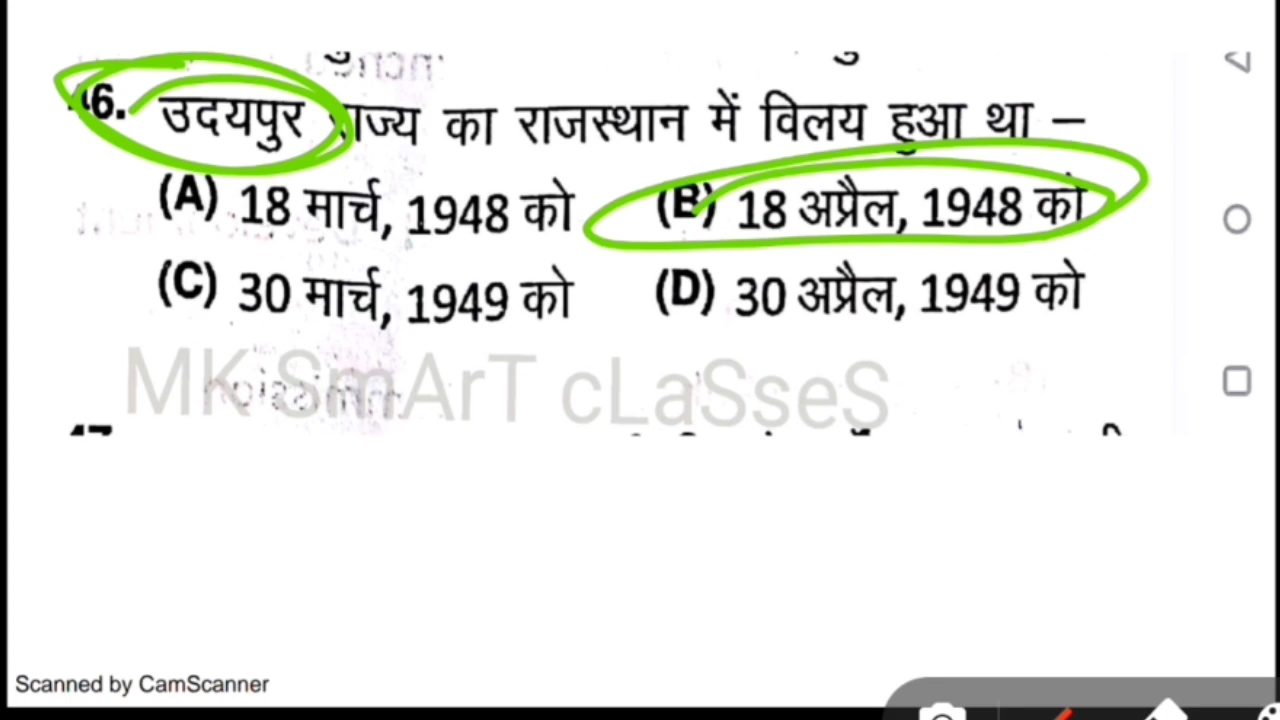 46. उदयपुर राज्य का राजस्थान में विलय हुआ था –
(A) 18 मार्च, 1948 को (B) 18 अप्रैल, 1948 को
(C) 30 मार्च, 1949 को (D) 30 अप्रैल, 1949 को
MK SmArT cLaSseS
Scanned by CamScanner